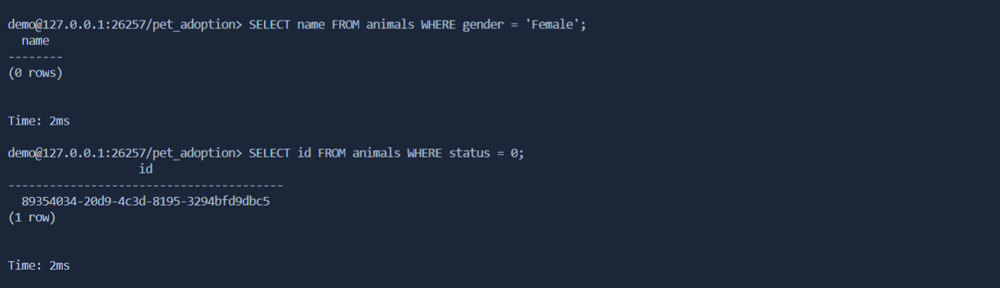 demo@127.0.0.1:26257/pet_adoption> SELECT name FROM animals WHERE gender = 'Female';
  name
--------
(0 rows)
Time: 2ms
demo@127.0.0.1:26257/pet_adoption> SELECT id FROM animals WHERE status = 0;
                   id
----------------------------------------
  89354034-20d9-4c3d-8195-3294bfd9dbc5
(1 row)
Time: 2ms